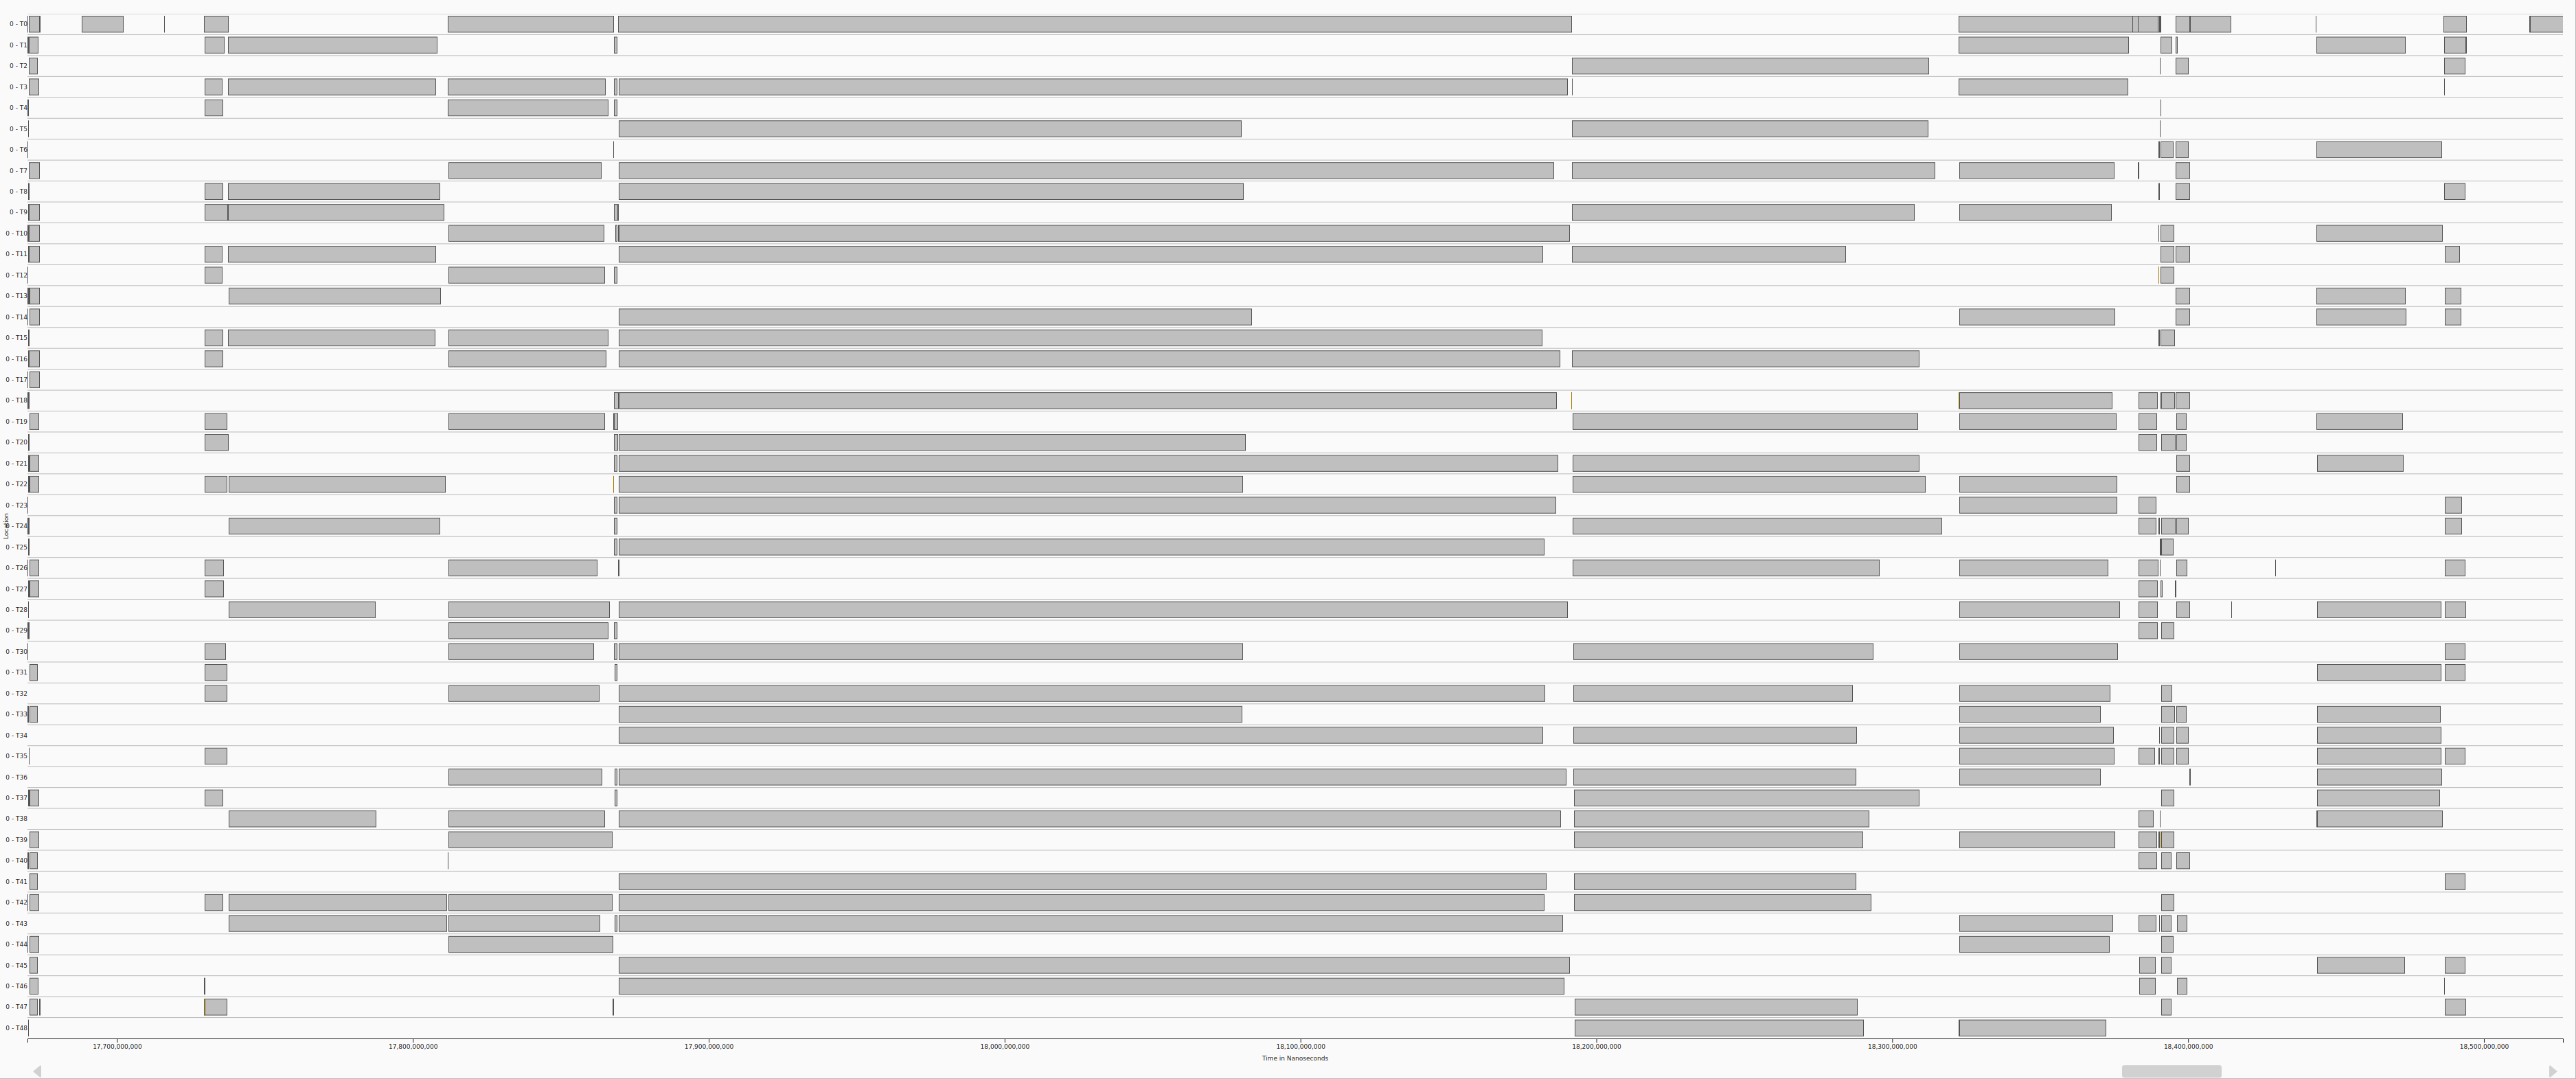 0 - T0
0 - T1
0 - T2
0 - T3
0 - T4
0 - T5
0 - T6
0 - T7
0 - T8
0 - T9
0 - T10
0 - T11
0 - T12
0 - T13
0 - T14
0 - T15
0 - T16
0 - T17
0 - T18
0 - T19
0 - T20
0 - T21
0 - T22
0 - T23
Location
0 - T24
0 - T25
0 - T26
0 - T27
0 - T28
0 - T29
0 - T30
0 - T31
0 - T32
0 - T33
0 - T34
0 - T35
0 - T36
0 - T37
0 - T38
0 - T39
0 - T40
0 - T41
0 - T42
0 - T43
0 - T44
0 - T45
0 - T46
0 - T47
0 - T48
17,700,000,000 17,800,000,000 17,900,000,000 18,000,000,000 18,100,000,000 18,200,000,000 18,300,000,000 18,400,000,000 18,500,000,000
Time in Nanoseconds